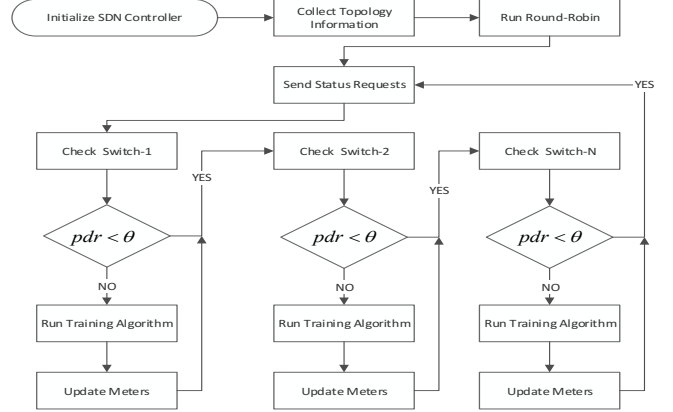 Initialize SDN Controller
Collect Topology
Information
Run Round-Robin
Send Status Requests
YES
Check Switch-1
Check Switch-2
Check Switch-N
YES
YES
pdr < θ
pdr < θ
pdr < θ
NO
NO
NO
Run Training Algorithm
Run Training Algorithm
Run Training Algorithm
Update Meters
Update Meters
Update Meters